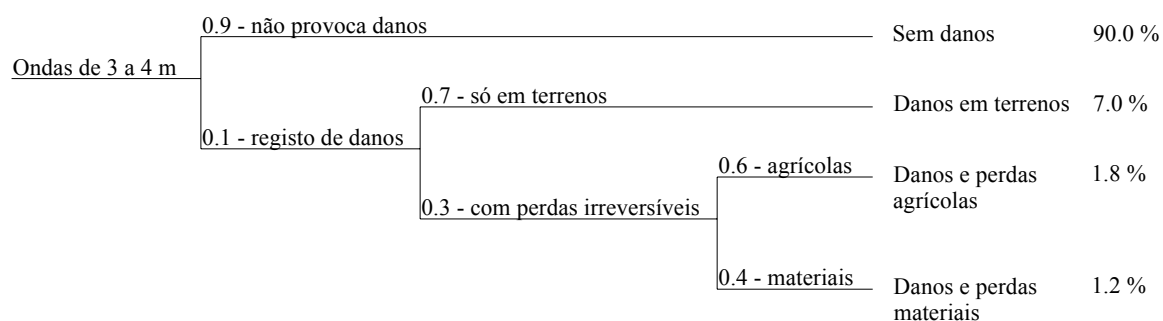 0.9 - não provoca danos
Sem danos 90.0 %
Ondas de 3 a 4 m
0.7 - só em terrenos
Danos em terrenos 7.0 %
0.1 - registo de danos
0.6 - agrícolas
Danos e perdas 1.8 %
agrícolas
0.3 - com perdas irreversíveis
0.4 - materiais
Danos e perdas 1.2 %
materiais